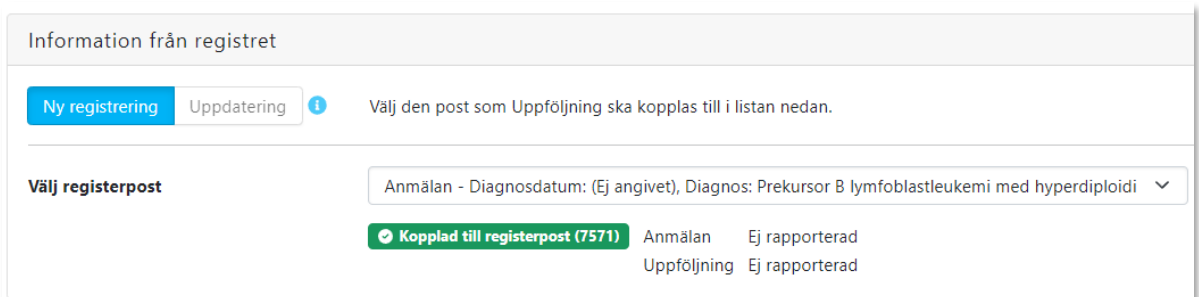 Information från registret
Ny registrering Uppdatering Välj den post som Uppföljning ska kopplas till i listan nedan.
Välj registerpost Anmälan - Diagnosdatum: (Ej angivet), Diagnos: Prekursor B lymfoblastleukemi med hyperdiploidi
Kopplad till registerpost (7571) Anmälan Ej rapporterad
Uppföljning Ej rapporterad